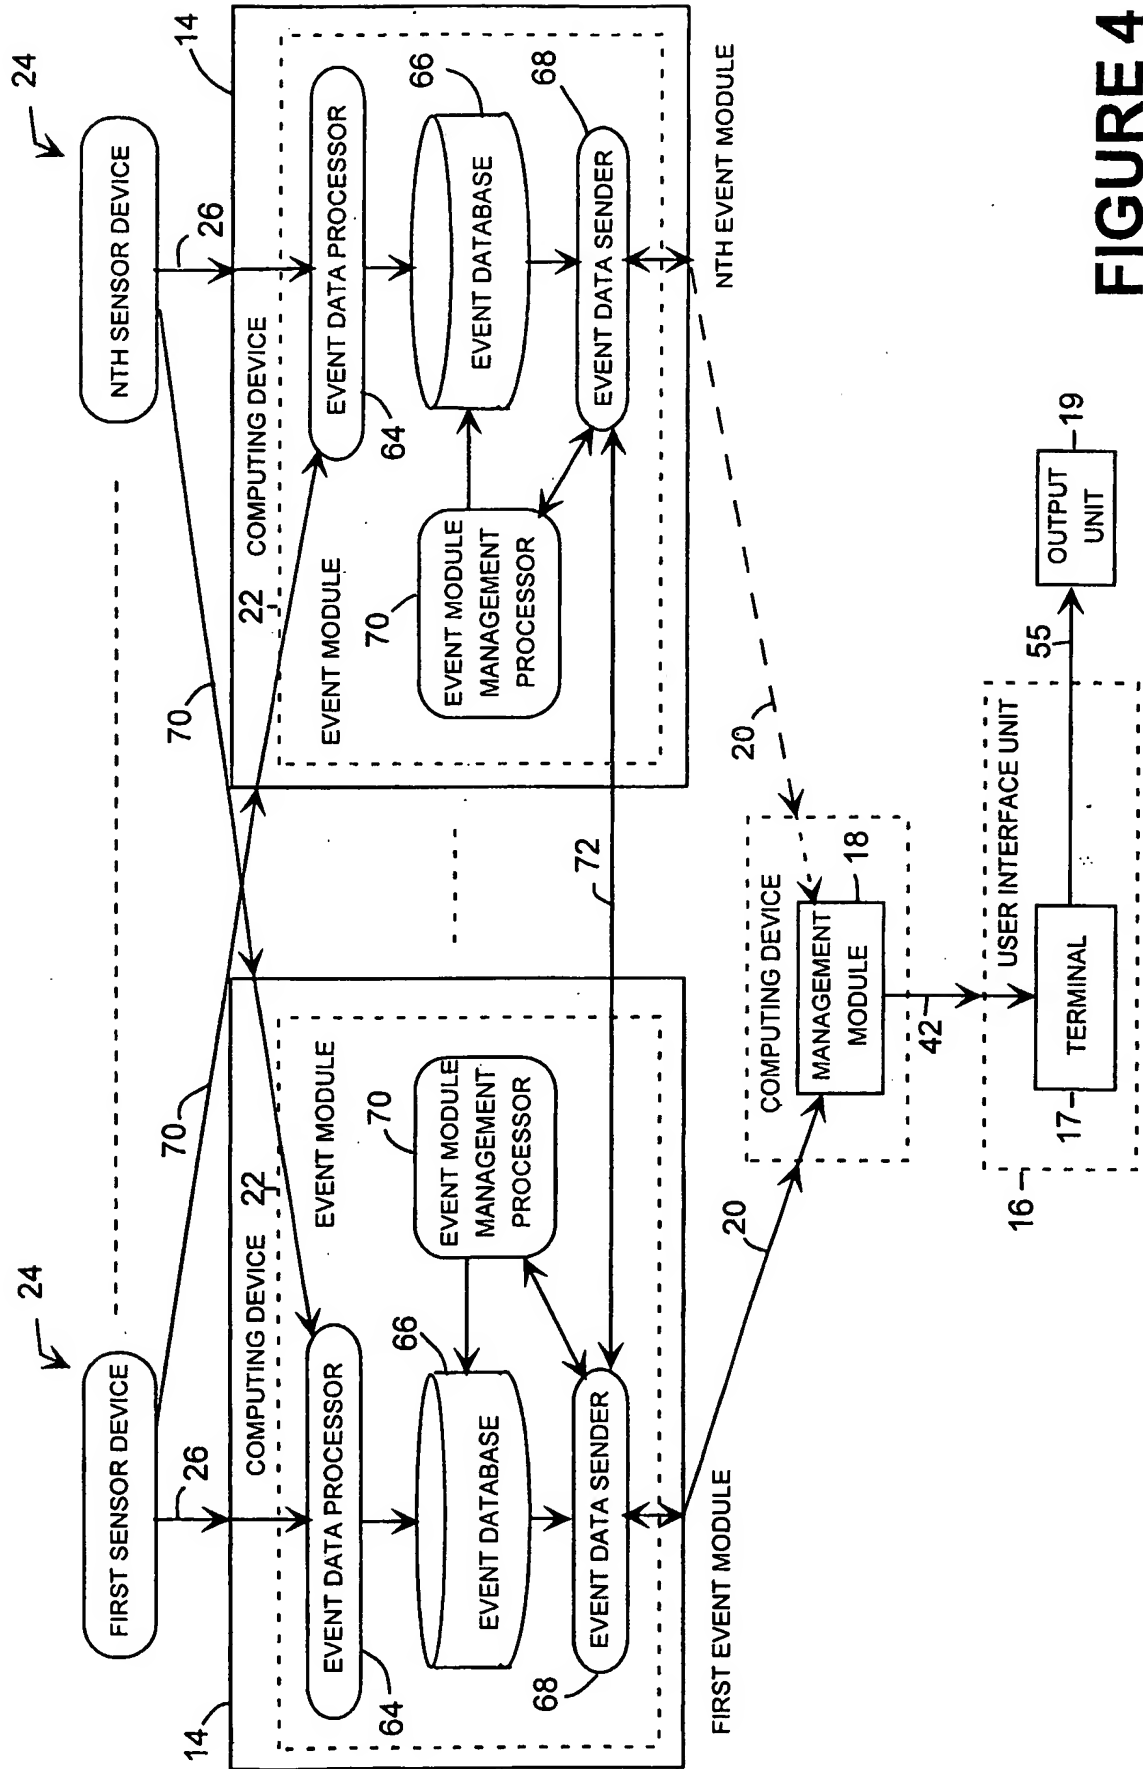 24
24
FIRST SENSOR DEVICE
NTH SENSOR DEVICE
26
70
70
26
14
14
COMPUTING DEVICE
22
22
COMPUTING DEVICE
EVENT DATA PROCESSOR
64
EVENT MODULE
EVENT MODULE
EVENT DATA PROCESSOR
64
66
EVENT DATABASE
70
EVENT MODULE
MANAGEMENT
PROCESSOR
70
EVENT MODULE
MANAGEMENT
PROCESSOR
66
EVENT DATABASE
68
EVENT DATA SENDER
72
68
EVENT DATA SENDER
FIRST EVENT MODULE
NTH EVENT MODULE
20
20
COMPUTING DEVICE
MANAGEMENT
MODULE
18
42
16
USER INTERFACE UNIT
17
TERMINAL
55
OUTPUT
UNIT
19
FIGURE 4